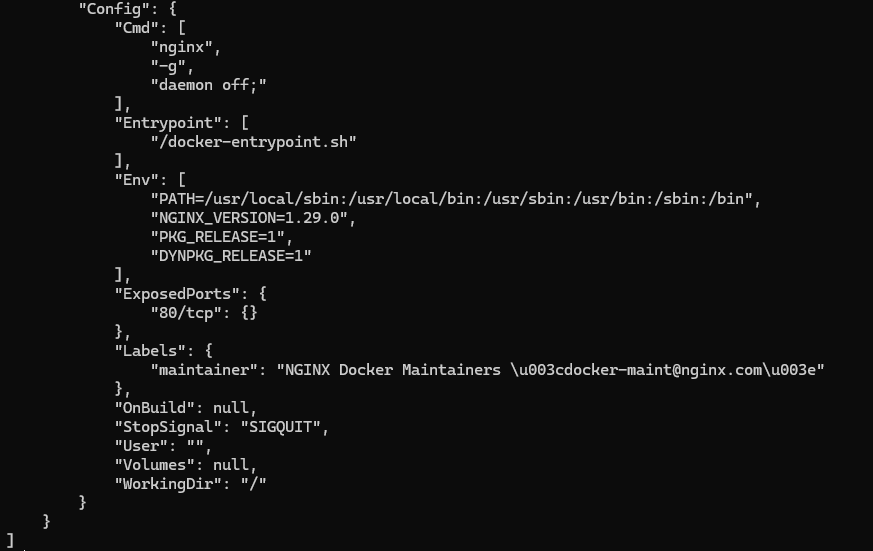 "Config": {
"Cmd": [
"nginx",
"-g",
"daemon off;"
],
"Entrypoint": [
"/docker-entrypoint.sh"
],
"Env": [
"PATH=/usr/local/sbin:/usr/local/bin:/usr/sbin:/usr/bin:/sbin:/bin",
"NGINX_VERSION=1.29.0",
"PKG_RELEASE=1",
"DYNPKG_RELEASE=1"
],
"ExposedPorts": {
"80/tcp": {}
},
"Labels": {
"maintainer": "NGINX Docker Maintainers \u003cdocker-maint@nginx.com\u003e"
},
"OnBuild": null,
"StopSignal": "SIGQUIT",
"User": "",
"Volumes": null,
"WorkingDir": "/"
}
}
]